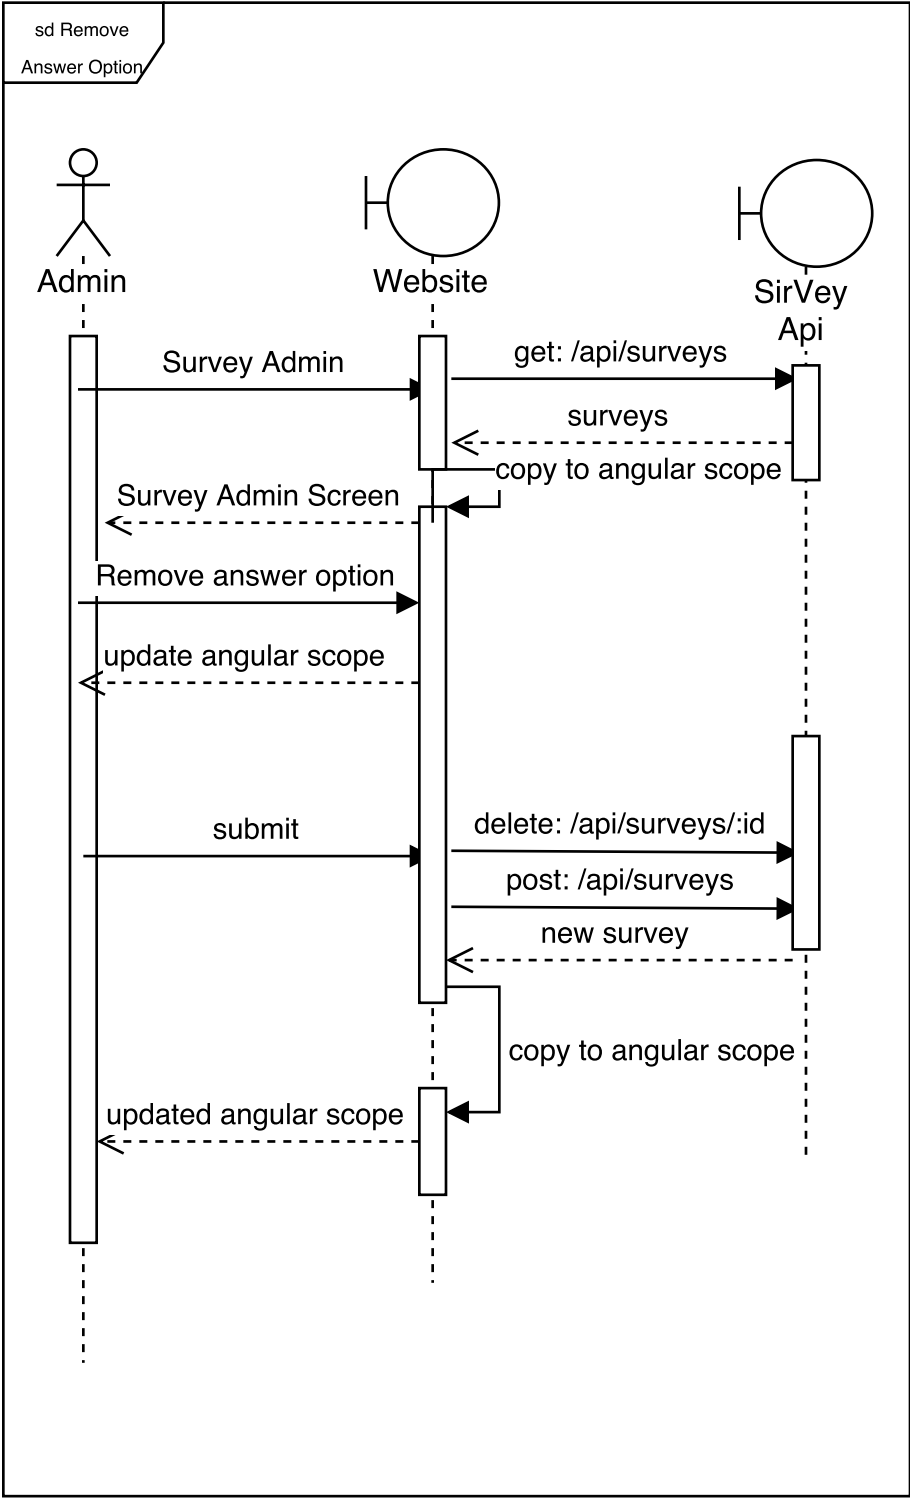 sd Remove
Answer Option
Admin
Website
SirVey
Api
Survey Admin
get: /api/surveys
surveys
copy to angular scope
Survey Admin Screen
Remove answer option
update angular scope
submit
delete: /api/surveys/:id
post: /api/surveys
new survey
copy to angular scope
updated angular scope